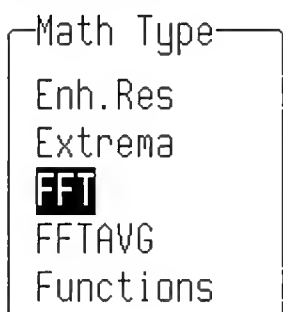 Math Type
Enh.Res
Extrema
FFT
FFTAVG
Functions